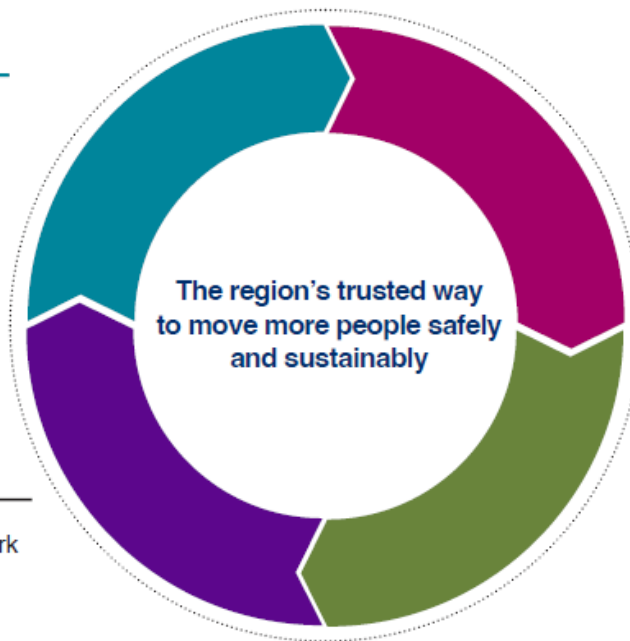 The region’s trusted way
to move more people safely
and sustainably
rk